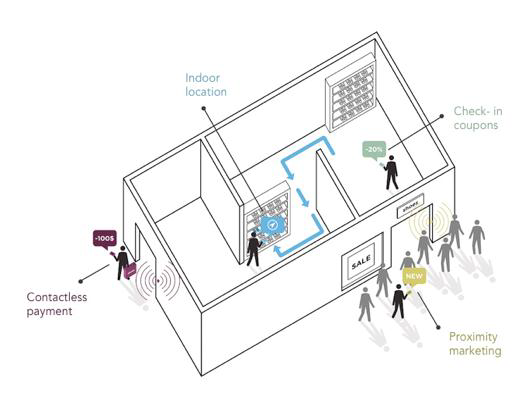 Indoor
location
Check- in
coupons
-20%
shoes
-100$
SALE
NEW
Contactless
payment
Proximity
marketing